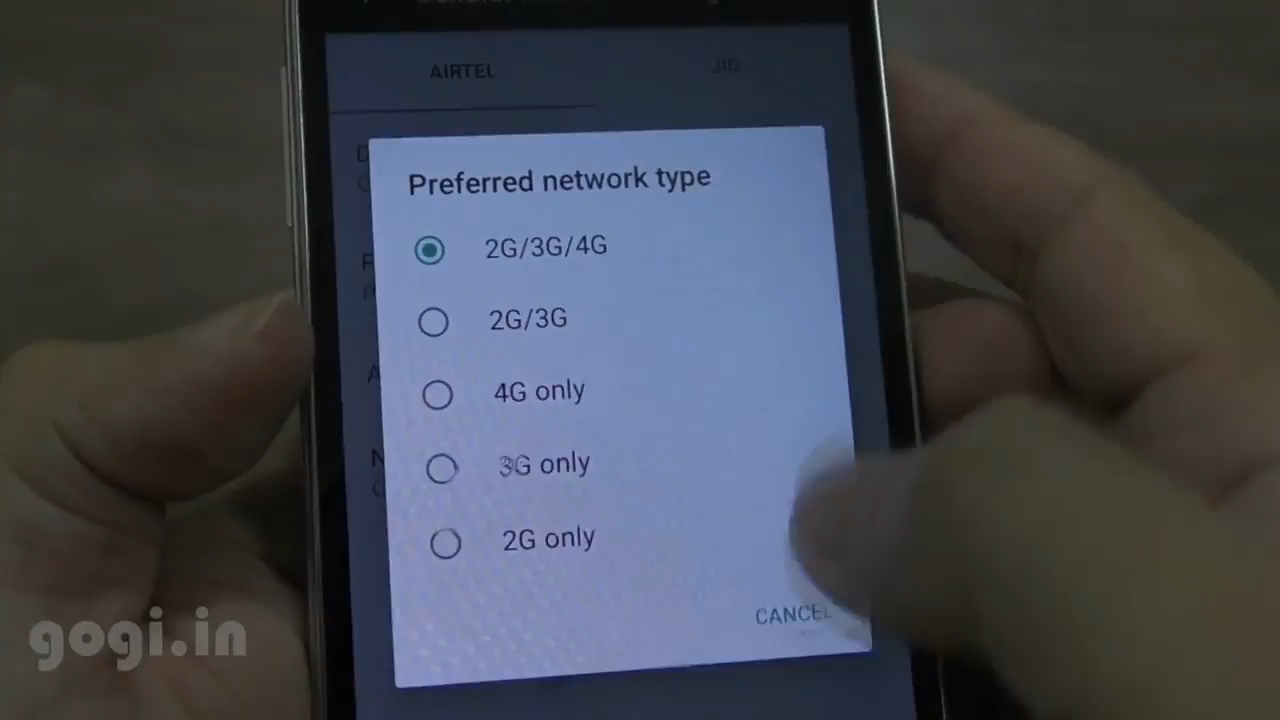 AIRTEL
JIO
Preferred network type
2G/3G/4G
2G/3G
4G only
3G only
2G only
CANCEL
gogi.in